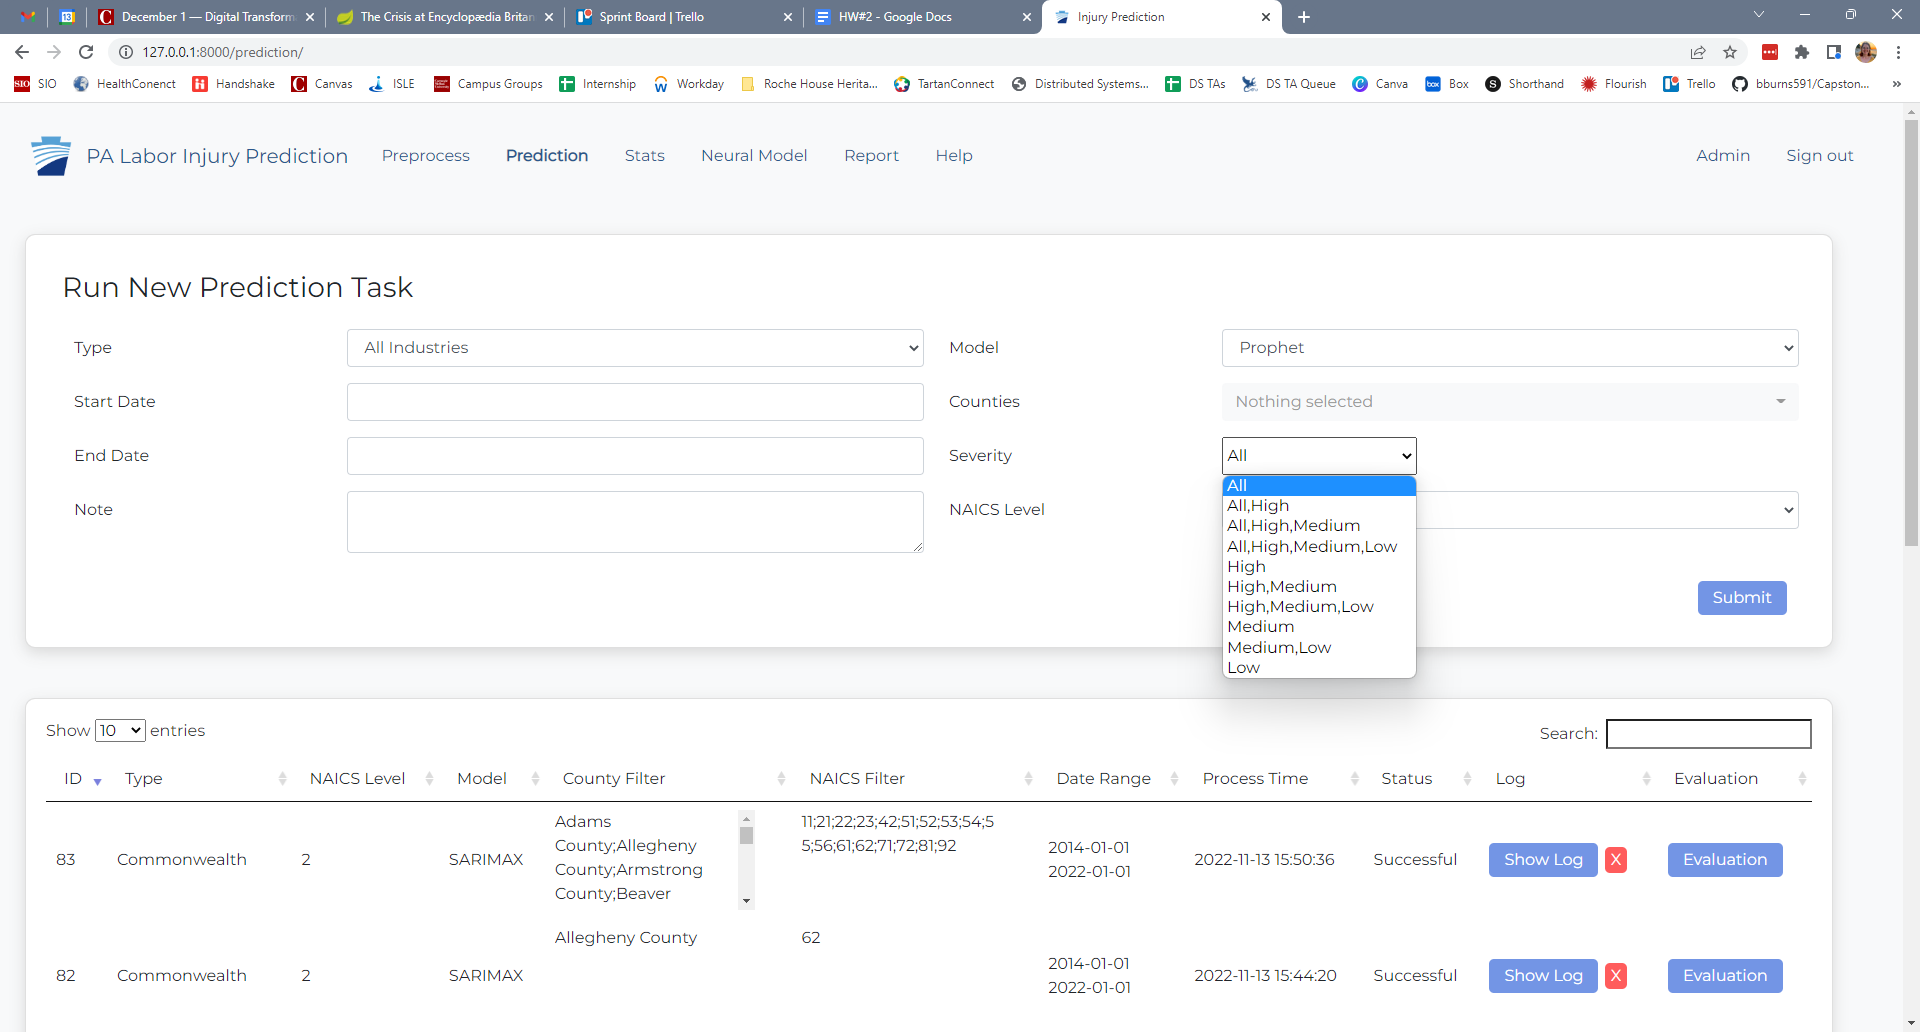 December 1 — Digital Transform
The Crisis at Encyclopædia Britan
Sprint Board | Trello
HW#2 - Google Docs
Injury Prediction
127.0.0.1:8000/prediction/
SIO
HealthConenct
Handshake
Canvas
ISLE
Campus Groups
Internship
Workday
Roche House Herita...
TartanConnect
Distributed Systems...
DS TAs
DS TA Queue
Canva
Box
Shorthand
Flourish
Trello
bburns591/Capston...
»
PA Labor Injury Prediction
Preprocess
Prediction
Stats
Neural Model
Report
Help
Admin
Sign out
Run New Prediction Task
Type
All Industries
Model
Prophet
Start Date
Counties
Nothing selected
End Date
Severity
All
Note
NAICS Level
All
All,High
All,High,Medium
All,High,Medium,Low
High
High,Medium
High,Medium,Low
Medium
Medium,Low
Low
Submit
Show 10 entries
Search:
ID
Type
NAICS Level
Model
County Filter
NAICS Filter
Date Range
Process Time
Status
Log
Evaluation
83
Commonwealth
2
SARIMAX
Adams
County;Allegheny
County;Armstrong
County;Beaver
11;21;22;23;42;51;52;53;54;5
5;56;61;62;71;72;81;92
2014-01-01
2022-01-01
2022-11-13 15:50:36
Successful
Show Log
X
Evaluation
82
Commonwealth
2
SARIMAX
Allegheny County
62
2014-01-01
2022-01-01
2022-11-13 15:44:20
Successful
Show Log
X
Evaluation